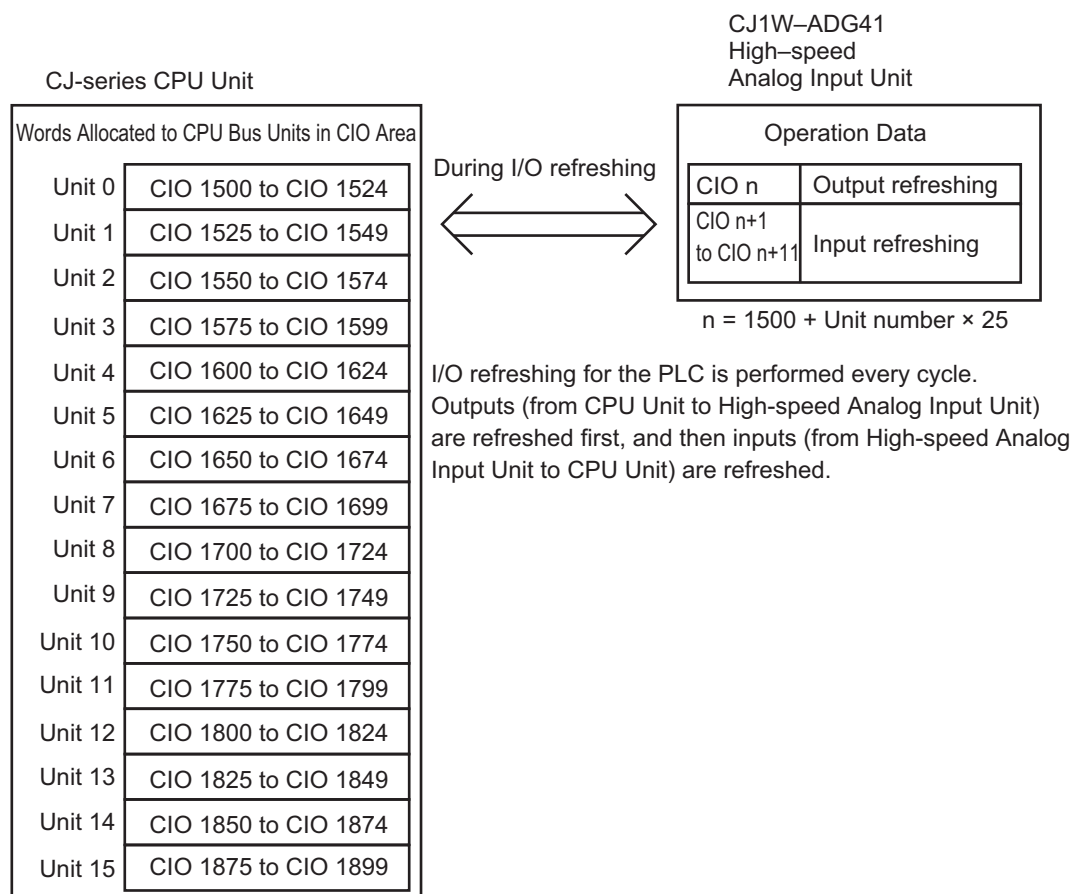 CJ1W–ADG41
High–speed
Analog Input Unit
CJ-series CPU Unit
Words Allocated to CPU Bus Units in CIO Area
Unit 0 CIO 1500 to CIO 1524
Unit 1 CIO 1525 to CIO 1549
Unit 2 CIO 1550 to CIO 1574
Unit 3 CIO 1575 to CIO 1599
Unit 4 CIO 1600 to CIO 1624
Unit 5 CIO 1625 to CIO 1649
Unit 6 CIO 1650 to CIO 1674
Unit 7 CIO 1675 to CIO 1699
Unit 8 CIO 1700 to CIO 1724
Unit 9 CIO 1725 to CIO 1749
Unit 10 CIO 1750 to CIO 1774
Unit 11 CIO 1775 to CIO 1799
Unit 12 CIO 1800 to CIO 1824
Unit 13 CIO 1825 to CIO 1849
Unit 14 CIO 1850 to CIO 1874
Unit 15 CIO 1875 to CIO 1899
During I/O refreshing
Operation Data
CIO n Output refreshing
CIO n+1
to CIO n+11 Input refreshing
n = 1500 + Unit number × 25
I/O refreshing for the PLC is performed every cycle.
Outputs (from CPU Unit to High-speed Analog Input Unit)
are refreshed first, and then inputs (from High-speed Analog
Input Unit to CPU Unit) are refreshed.